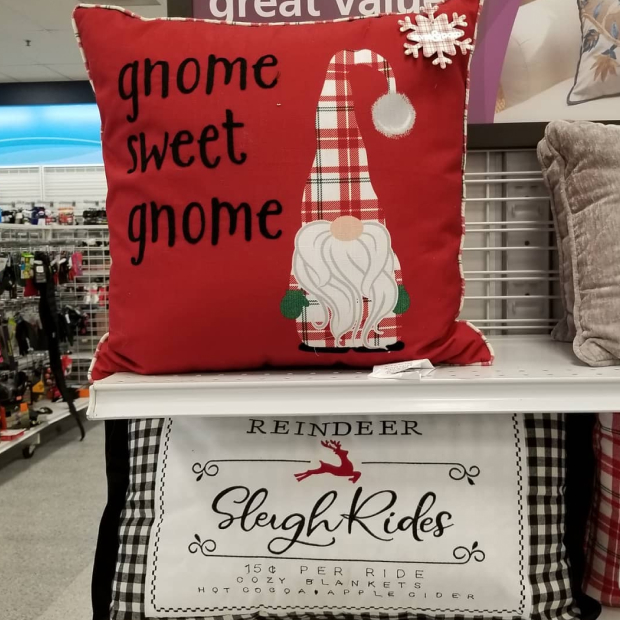 great value
gnome
sweet
gnome
REINDEER
Sleigh Rides
15¢ PER RIDE
COZY BLANKETS
HOT COCOA • APPLE CIDER